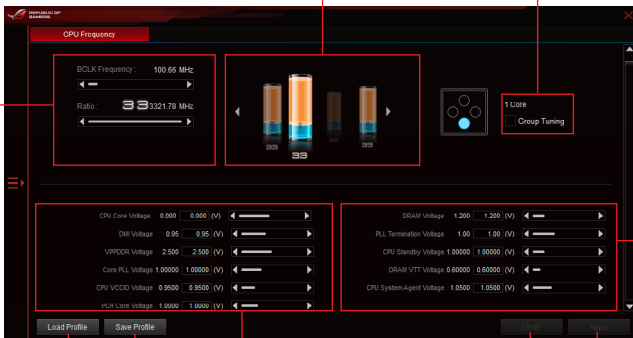 REPUBLIC OF
GAMERS
CPU Frequency
BCLK Frequency : 100.66 MHz
Ratio : 33 3321.78 MHz
33
33
33
1 Core
Group Tuning
CPU Core Voltage 0.000 0.000 (V)
DMI Voltage 0.95 0.95 (V)
VPPDDR Voltage 2.500 2.500 (V)
Core PLL Voltage 1.00000 1.00000 (V)
CPU VCCIO Voltage 0.9500 0.9500 (V)
PCH Core Voltage 1.0000 1.0000 (V)
DRAM Voltage 1.200 1.200 (V)
PLL Termination Voltage 1.00 1.00 (V)
CPU Standby Voltage 1.00000 1.00000 (V)
DRAM VTT Voltage 0.60000 0.60000 (V)
CPU System Agent Voltage 1.0500 1.0500 (V)
Load Profile
Save Profile
Undo
Apply